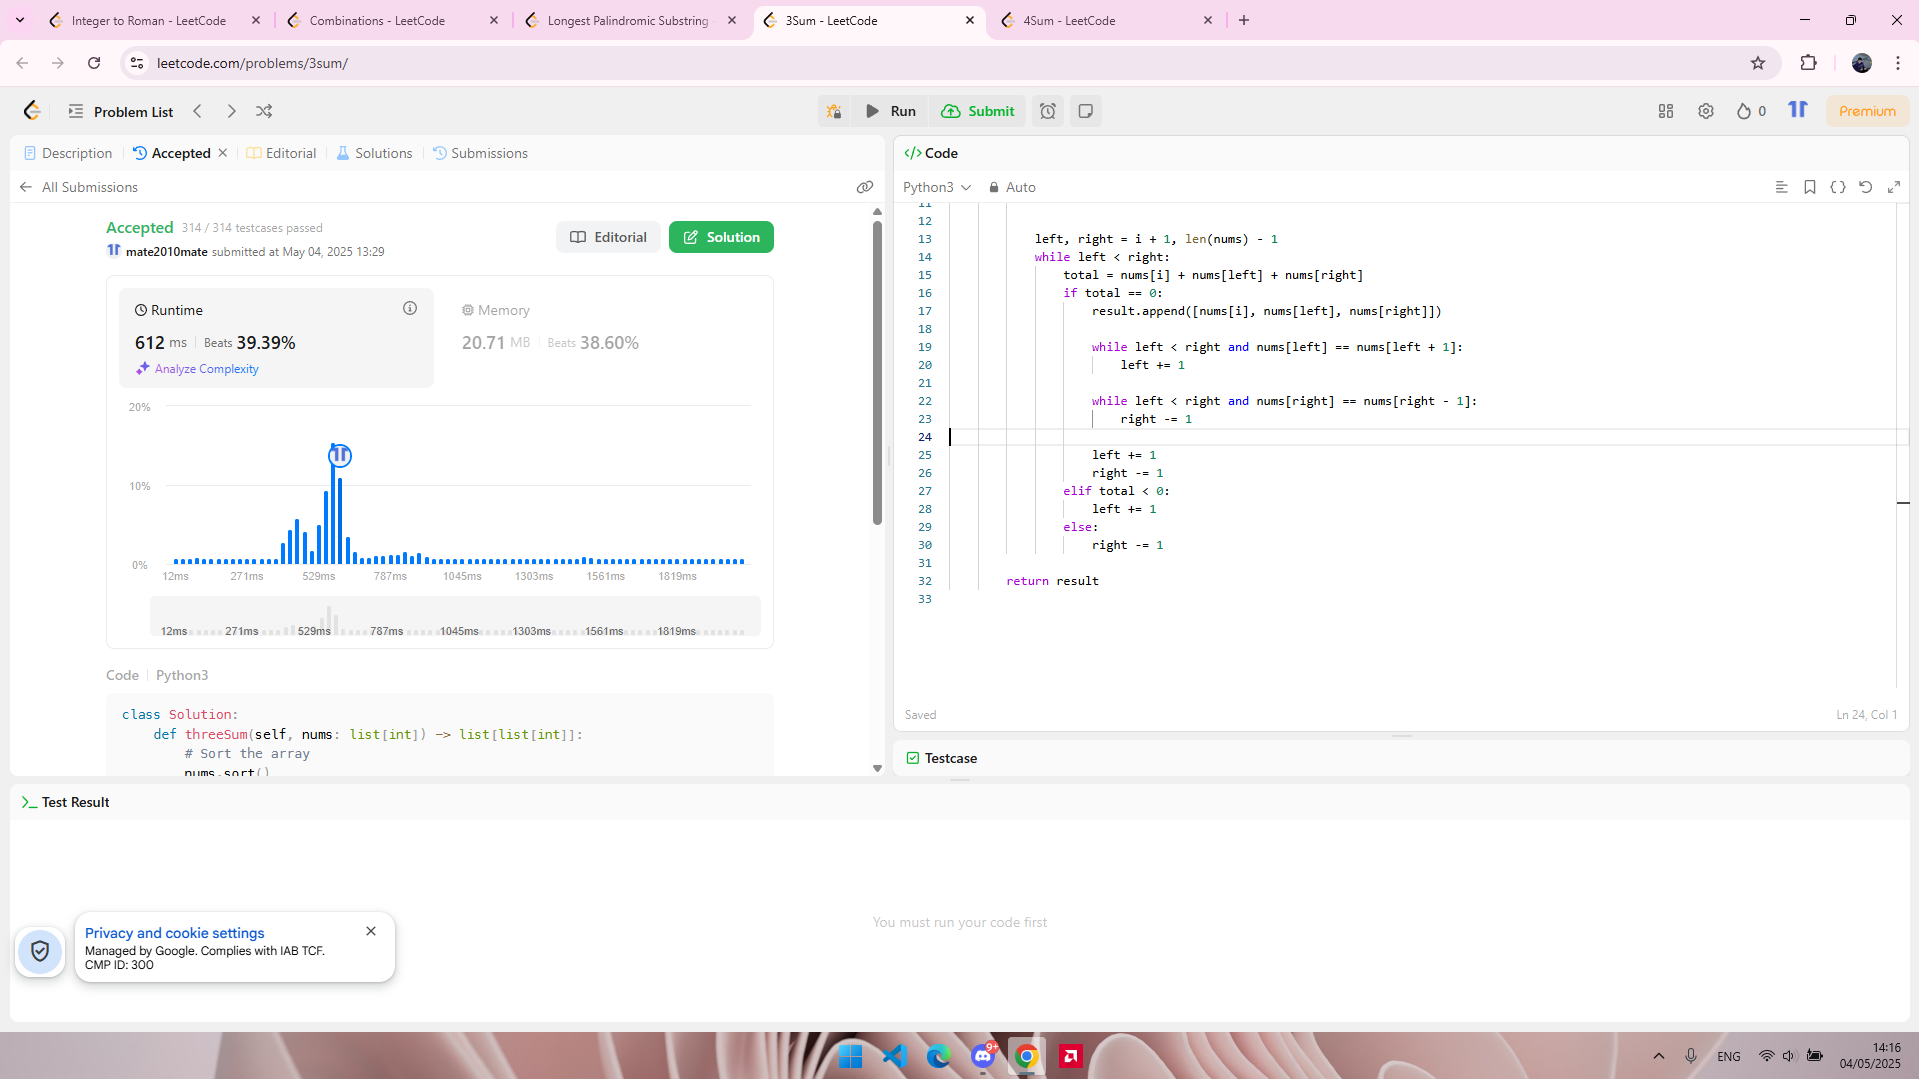 Integer to Roman - LeetCode
Combinations - LeetCode
Longest Palindromic Substring
3Sum - LeetCode
4Sum - LeetCode
leetcode.com/problems/3sum/
Problem List
Run
Submit
0
Premium
Description
Accepted
Editorial
Solutions
Submissions
All Submissions
Accepted 314 / 314 testcases passed
mate2010mate submitted at May 04, 2025 13:29
Editorial
Solution
Runtime
612 ms Beats 39.39%
Analyze Complexity
Memory
20.71 MB Beats 38.60%
20%
10%
0%
12ms 271ms 529ms 787ms 1045ms 1303ms 1561ms 1819ms
12ms 271ms 529ms 787ms 1045ms 1303ms 1561ms 1819ms
Code Python3
class Solution:
def threeSum(self, nums: list[int]) -> list[list[int]]:
# Sort the array
nums.sort()
</> Code
Python3 Auto
11
12
13 left, right = i + 1, len(nums) - 1
14 while left < right:
15 total = nums[i] + nums[left] + nums[right]
16 if total == 0:
17 result.append([nums[i], nums[left], nums[right]])
18
19 while left < right and nums[left] == nums[left + 1]:
20 left += 1
21
22 while left < right and nums[right] == nums[right - 1]:
23 right -= 1
24
25 left += 1
26 right -= 1
27 elif total < 0:
28 left += 1
29 else:
30 right -= 1
31
32 return result
33
Saved
Ln 24, Col 1
Testcase
Test Result
You must run your code first
Privacy and cookie settings
Managed by Google. Complies with IAB TCF.
CMP ID: 300
9+
ENG
14:16
04/05/2025